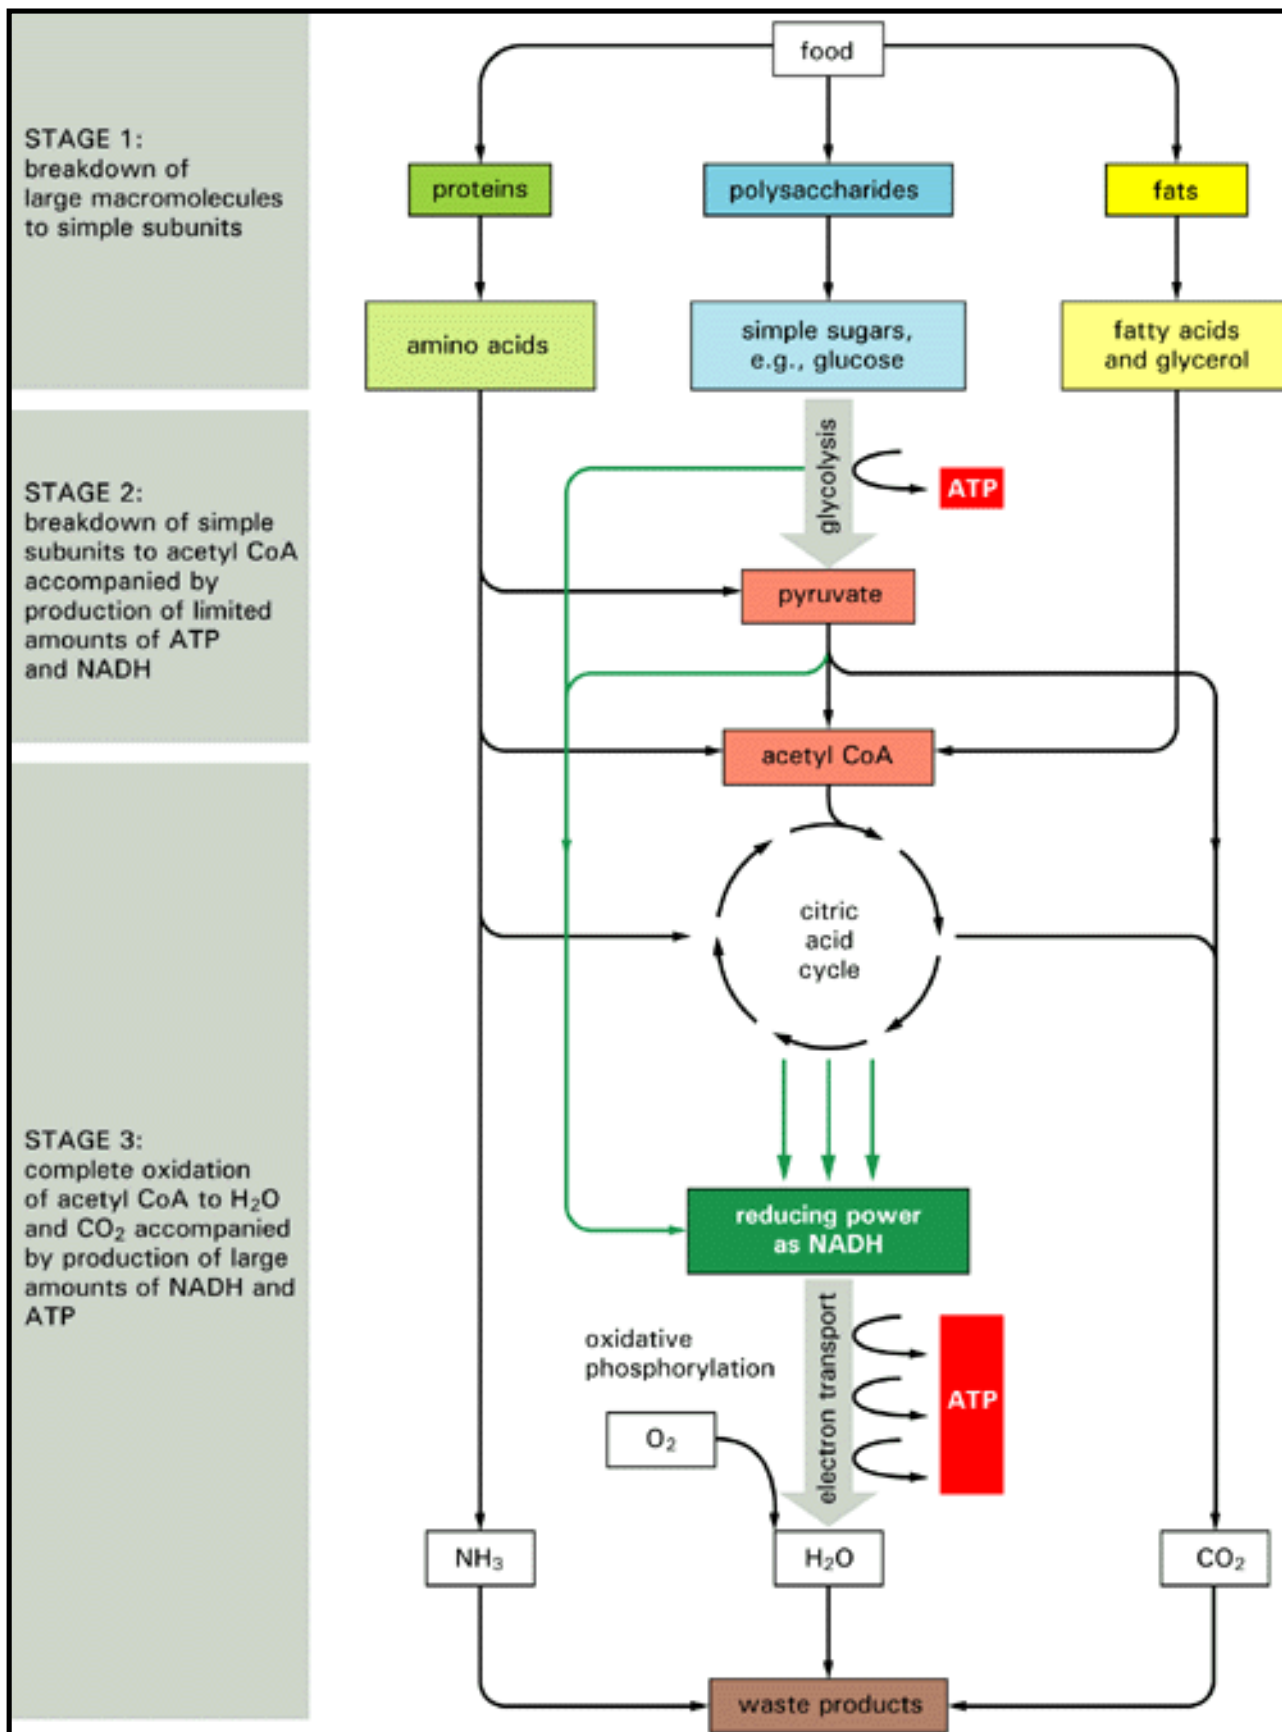 food
STAGE 1:
breakdown of
large macromolecules
to simple subunits
proteins
polysaccharides
fats
amino acids
simple sugars,
e.g., glucose
fatty acids
and glycerol
STAGE 2:
breakdown of simple
subunits to acetyl CoA
accompanied by
production of limited
amounts of ATP
and NADH
glycolysis
ATP
pyruvate
acetyl CoA
citric
acid
cycle
STAGE 3:
complete oxidation
of acetyl CoA to H₂O
and CO₂ accompanied
by production of large
amounts of NADH and
ATP
reducing power
as NADH
oxidative
phosphorylation
electron transport
ATP
O₂
NH₃
H₂O
CO₂
waste products